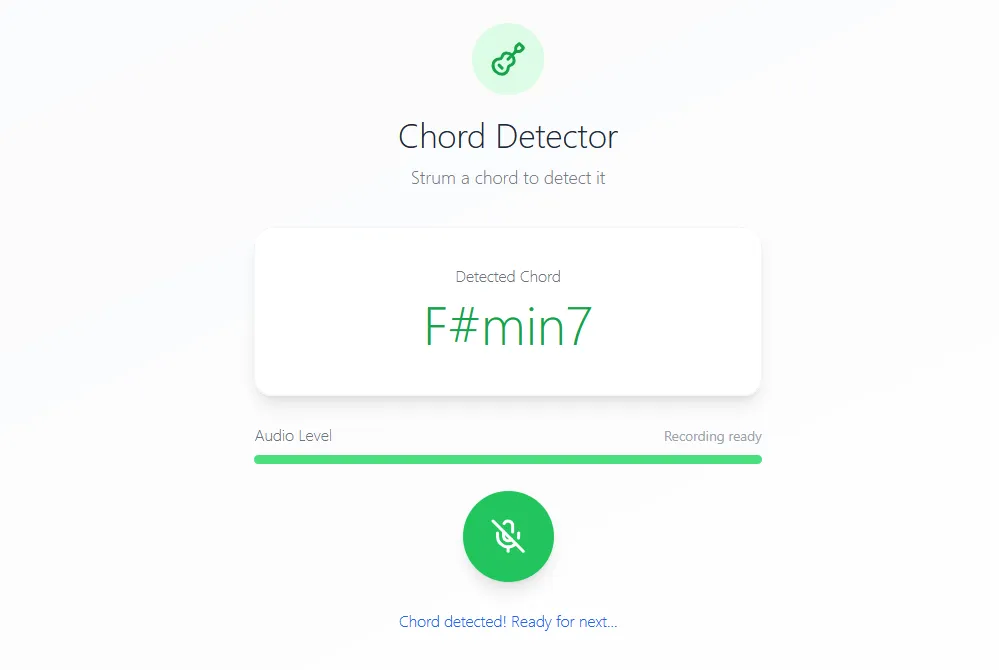 Chord Detector
Strum a chord to detect it
Detected Chord
F#min7
Audio Level
Recording ready
Chord detected! Ready for next...